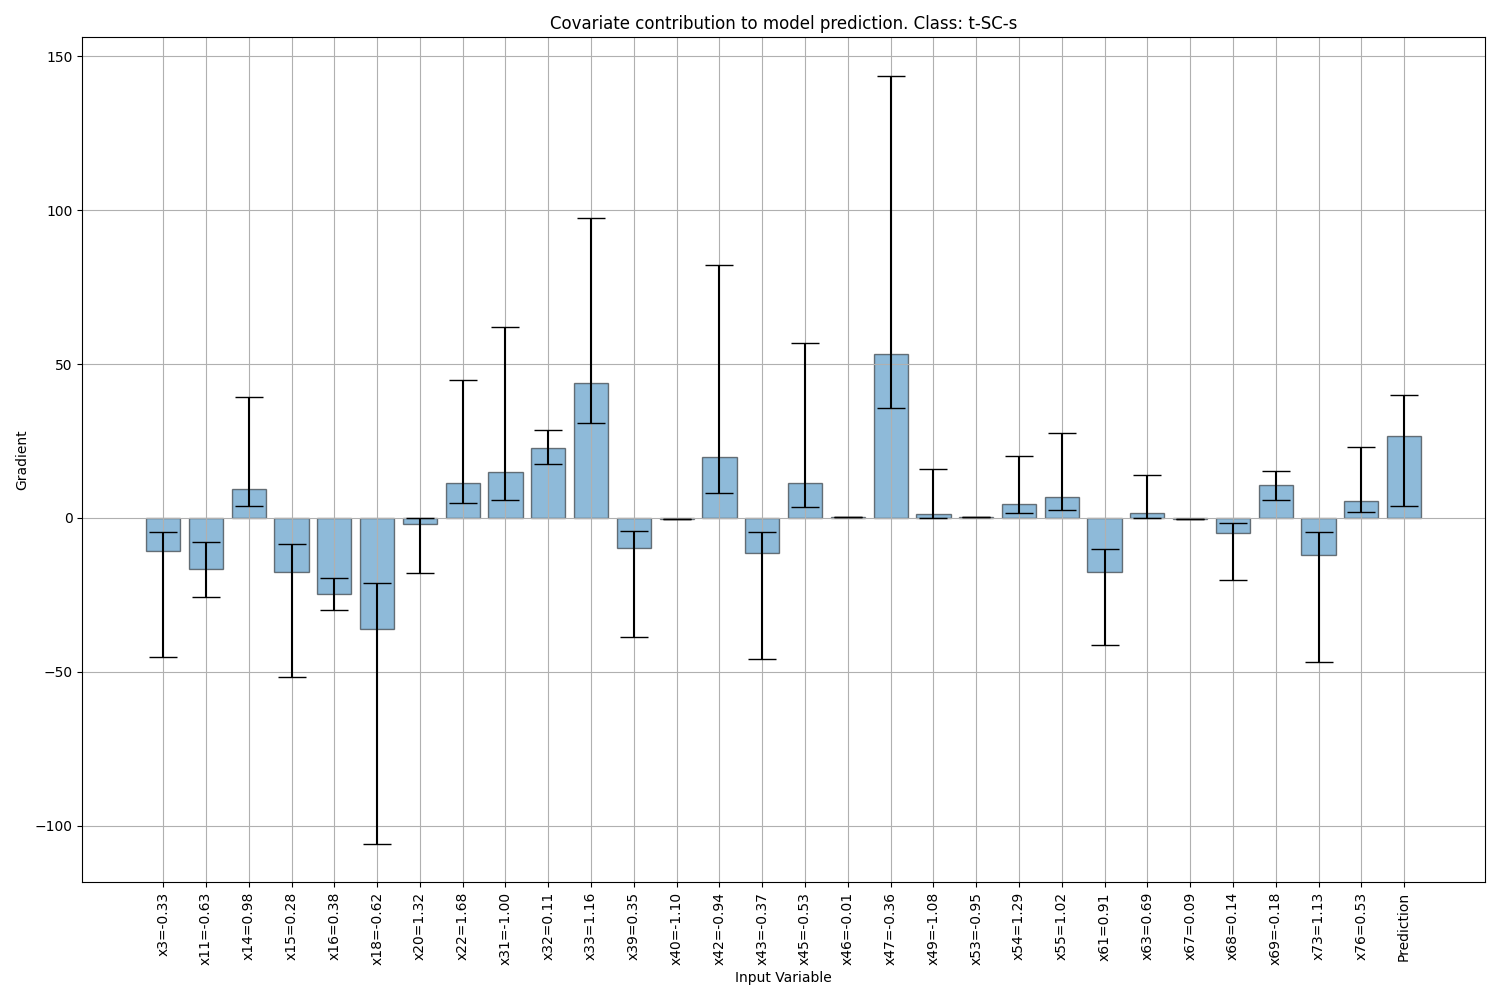 Covariate contribution to model prediction. Class: t-SC-s
150
100
50
0
−50
−100
Gradient
x3=-0.33
x11=-0.63
x14=0.98
x15=0.28
x16=0.38
x18=-0.62
x20=1.32
x22=1.68
x31=-1.00
x32=0.11
x33=1.16
x39=0.35
x40=-1.10
x42=-0.94
x43=-0.37
x45=-0.53
x46=-0.01
x47=-0.36
x49=-1.08
x53=-0.95
x54=1.29
x55=1.02
x61=0.91
x63=0.69
x67=0.09
x68=0.14
x69=-0.18
x73=1.13
x76=0.53
Prediction
Input Variable